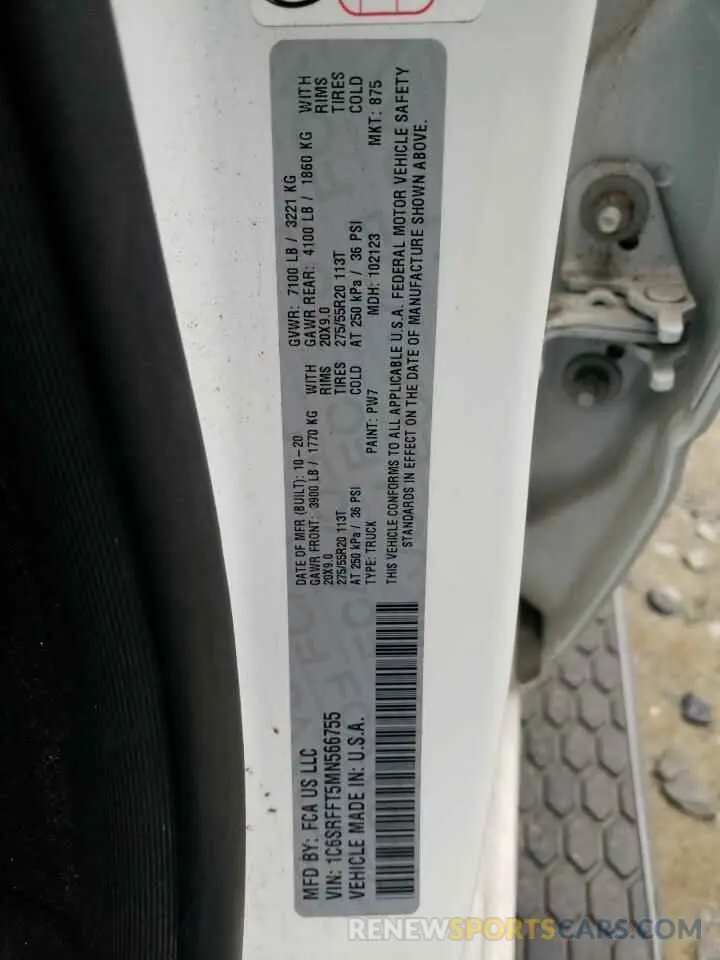 MFD BY: FCA US LLC
VIN: 1C6SRFFT5MN566755
VEHICLE MADE IN: U.S.A.
DATE OF MFR (BUILT): 10-20
GVWR: 7100 LB / 3221 KG
GAWR FRONT: 3900 LB / 1770 KG WITH
20X9.0 RIMS
275/55R20 113T TIRES
AT 250 kPa / 36 PSI COLD
GAWR REAR: 4100 LB / 1860 KG WITH
20X9.0 RIMS
275/55R20 113T TIRES
AT 250 kPa / 36 PSI COLD
TYPE: TRUCK PAINT: PW7 MDH: 102123 MKT: 875
THIS VEHICLE CONFORMS TO ALL APPLICABLE U.S.A. FEDERAL MOTOR VEHICLE SAFETY
STANDARDS IN EFFECT ON THE DATE OF MANUFACTURE SHOWN ABOVE.
RENEWSPORTSCARS.COM